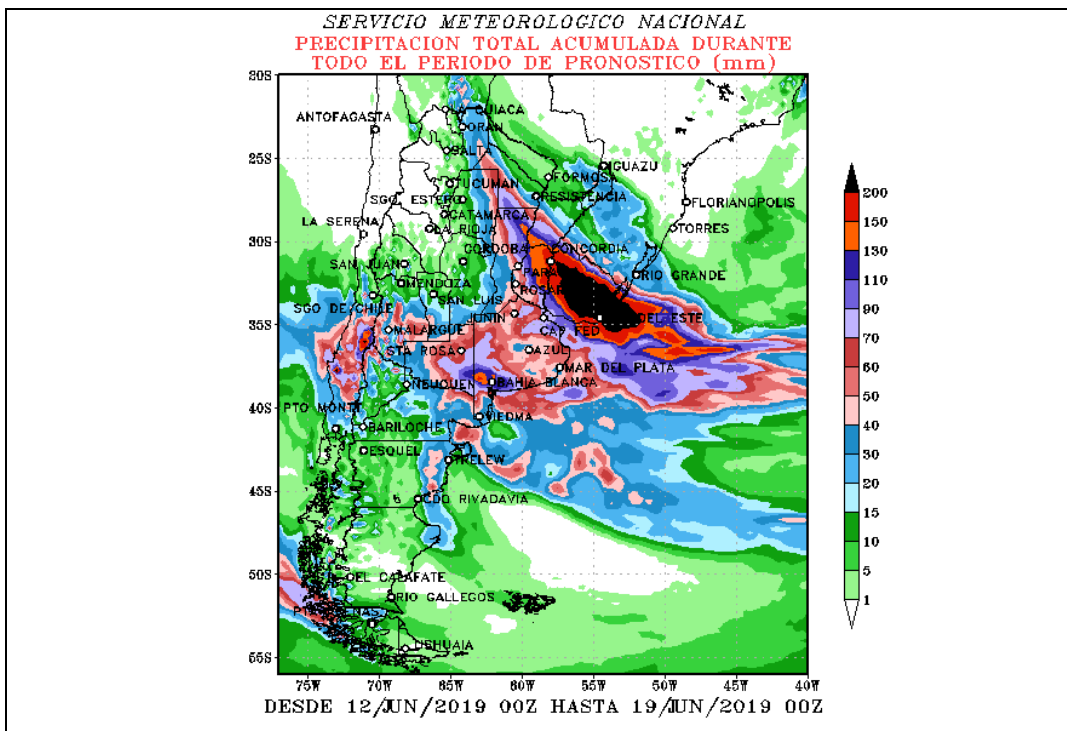 SERVICIO METEOROLOGICO NACIONAL
PRECIPITACION TOTAL ACUMULADA DURANTE
TODO EL PERIODO DE PRONOSTICO (mm)
20S
LA QUIACA
ANTOFAGASTA
ORAN
SALTA
25S
IGUAZU
TUCUMAN
FORMOSA
SGO. ESTERO
RESISTENCIA
FLORIANOPOLIS
CATAMARCA
LA SERENA
LA RIOJA
TORRES
30S
CORDOBA
CONCORDIA
SAN JUAN
PARA
RIO GRANDE
MENDOZA
ROSAR
SGO DE CHILE
SAN LUIS
JUNIN
DEL ESTE
35S
MALARGUE
CAP FED
STA ROSA
AZUL
MAR DEL PLATA
NEUQUEN
BAHIA BLANCA
40S
PTO MONTT
VIEDMA
BARILOCHE
ESQUEL
TRELEW
45S
CDO RIVADAVIA
50S
EL CALAFATE
RIO GALLEGOS
USHUAIA
55S
75W 70W 65W 60W 55W 50W 45W 40W
DESDE 12/JUN/2019 00Z HASTA 19/JUN/2019 00Z
200
150
130
110
90
70
60
50
40
30
20
15
10
5
1